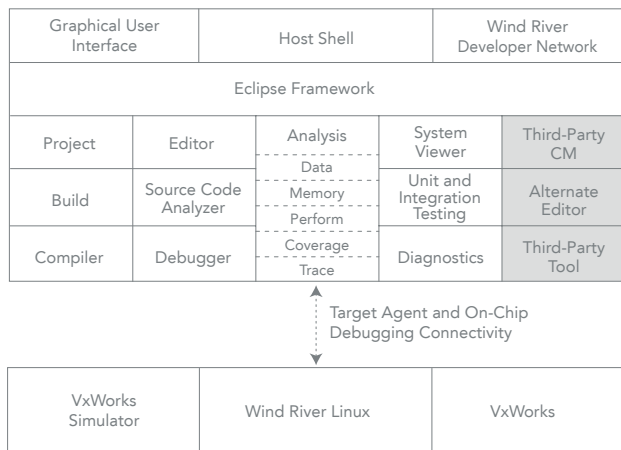 Graphical User
Interface
Host Shell
Wind River
Developer Network
Eclipse Framework
Project
Editor
Analysis
System
Viewer
Third-Party
CM
Data
Build
Source Code
Analyzer
Memory
Unit and
Integration
Testing
Alternate
Editor
Perform
Compiler
Debugger
Coverage
Diagnostics
Third-Party
Tool
Trace
Target Agent and On-Chip
Debugging Connectivity
VxWorks
Simulator
Wind River Linux
VxWorks